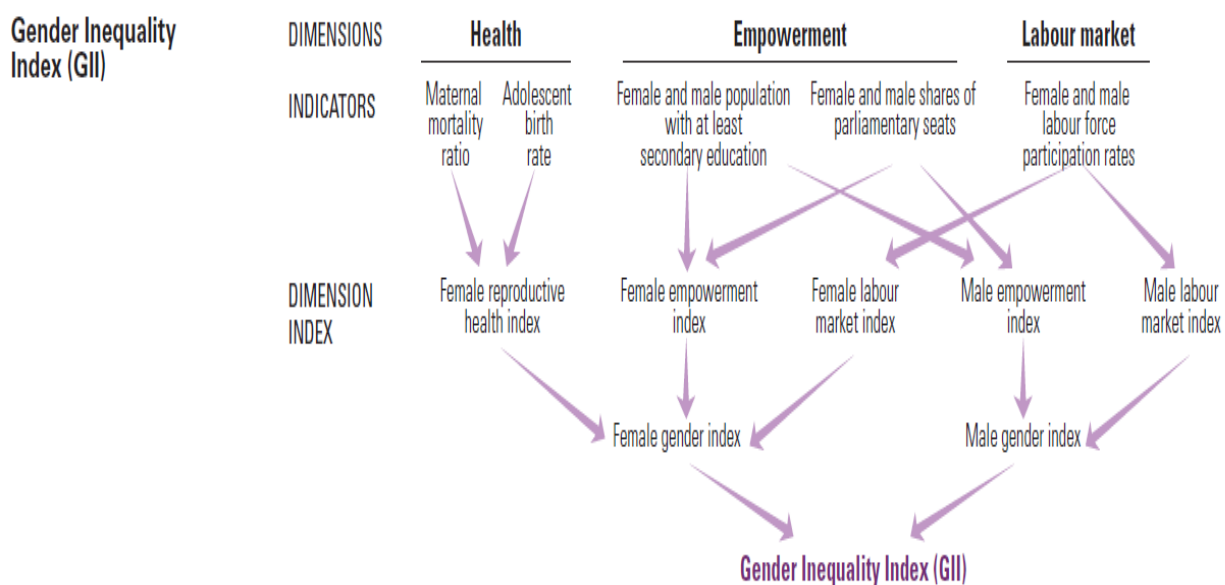 Gender Inequality
Index (GII)
DIMENSIONS
Health
Empowerment
Labour market
INDICATORS
Maternal
mortality
ratio
Adolescent
birth
rate
Female and male population
with at least
secondary education
Female and male shares of
parliamentary seats
Female and male
labour force
participation rates
DIMENSION
INDEX
Female reproductive
health index
Female empowerment
index
Female labour
market index
Male empowerment
index
Male labour
market index
Female gender index
Male gender index
Gender Inequality Index (GII)